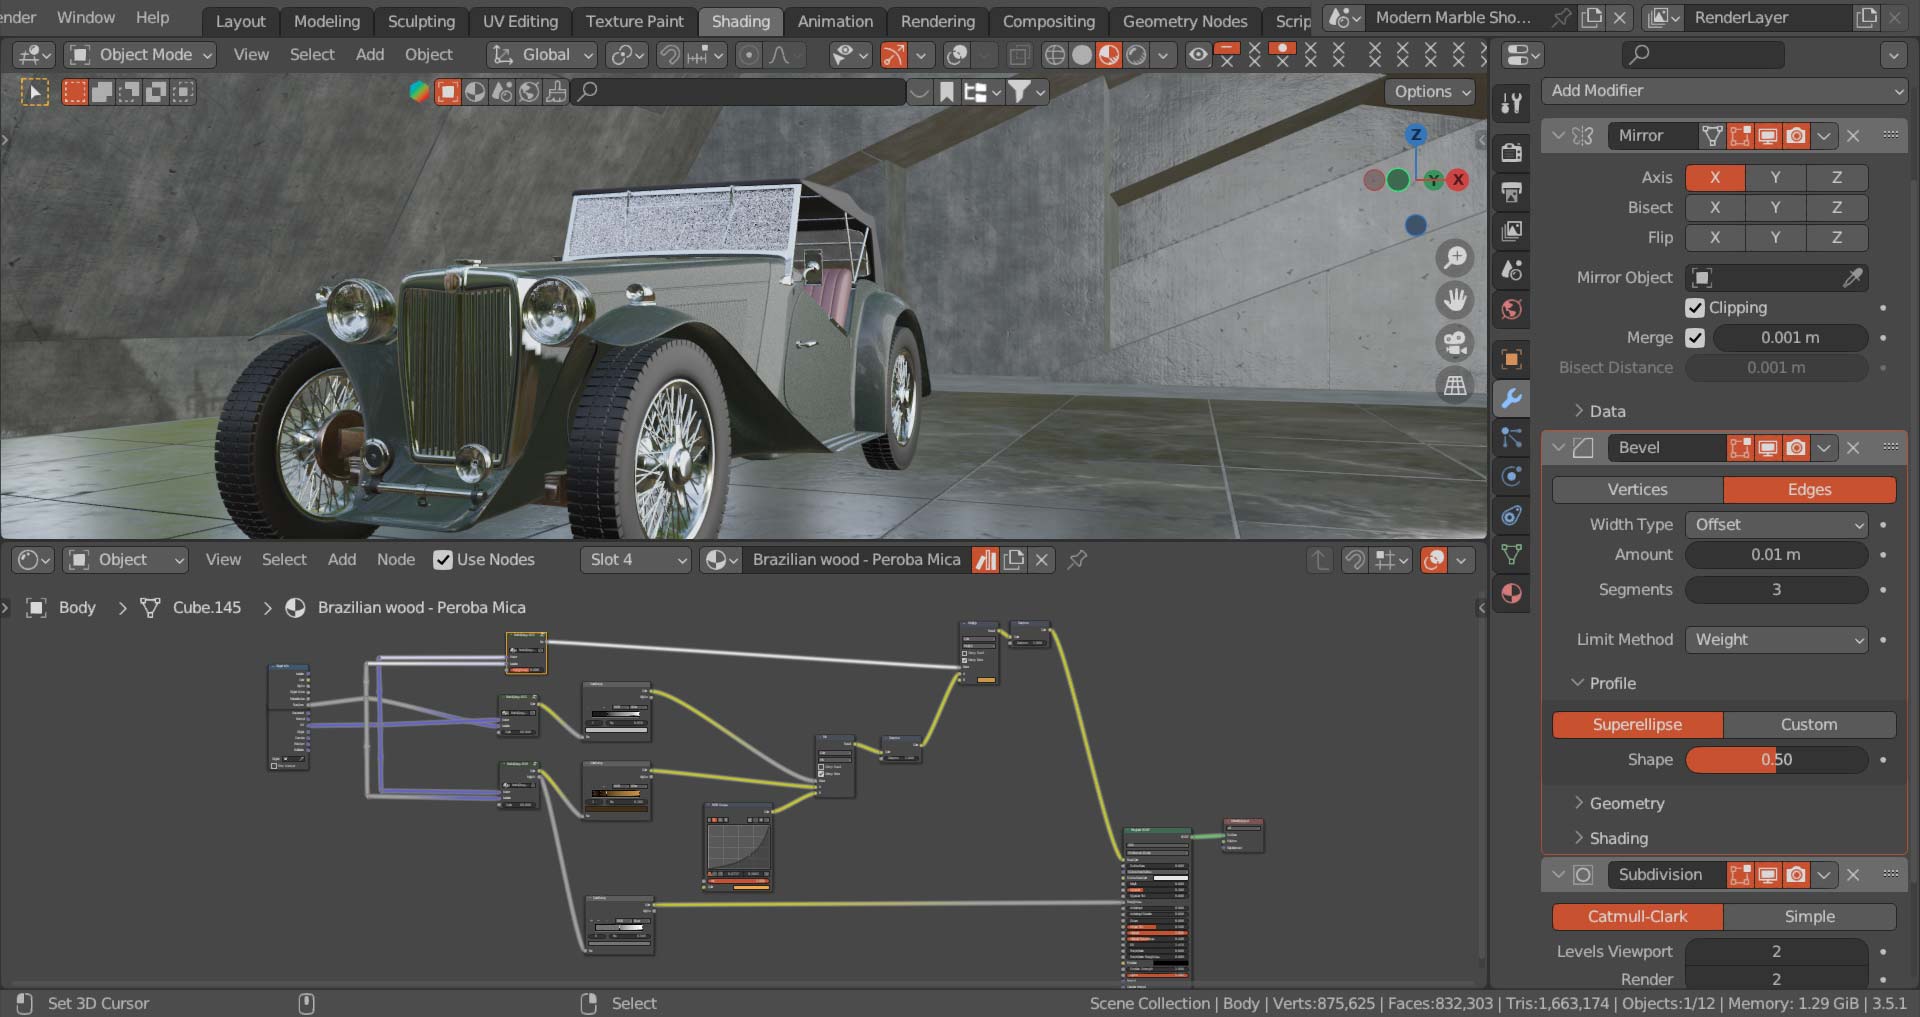 ender Window Help Layout Modeling Sculpting UV Editing Texture Paint Shading Animation Rendering Compositing Geometry Nodes Scrip Modern Marble Sho... RenderLayer
Object Mode View Select Add Object Global
Options
Z
Y X
Add Modifier
Mirror
Axis X Y Z
Bisect X Y Z
Flip X Y Z
Mirror Object
Clipping
Merge 0.001 m
Bisect Distance 0.001 m
Data
Bevel
Vertices Edges
Width Type Offset
Amount 0.01 m
Segments 3
Limit Method Weight
Profile
Superellipse Custom
Shape 0.50
Geometry
Shading
Subdivision
Catmull-Clark Simple
Levels Viewport 2
Render 2
Object View Select Add Node Use Nodes Slot 4 Brazilian wood - Peroba Mica
Body Cube.145 Brazilian wood - Peroba Mica
Set 3D Cursor Select Scene Collection | Body | Verts:875,625 | Faces:832,303 | Tris:1,663,174 | Objects:1/12 | Memory: 1.29 GiB | 3.5.1